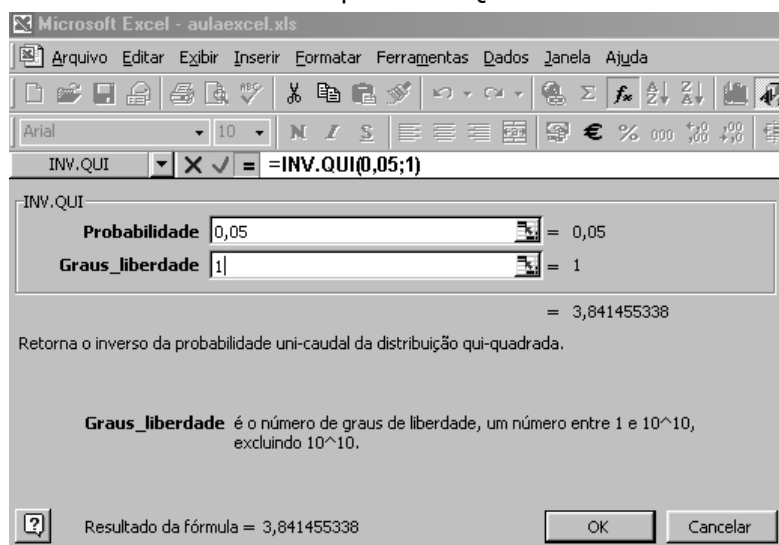 Microsoft Excel - aulaexcel.xls
Arquivo Editar Exibir Inserir Formatar Ferramentas Dados Janela Ajuda
Arial 10 N I S € % 000
INV.QUI = =INV.QUI(0,05;1)
INV.QUI
Probabilidade 0,05 = 0,05
Graus_liberdade 1 = 1
= 3,841455338
Retorna o inverso da probabilidade uni-caudal da distribuição qui-quadrada.
Graus_liberdade é o número de graus de liberdade, um número entre 1 e 10^10,
excluindo 10^10.
Resultado da fórmula = 3,841455338 OK Cancelar